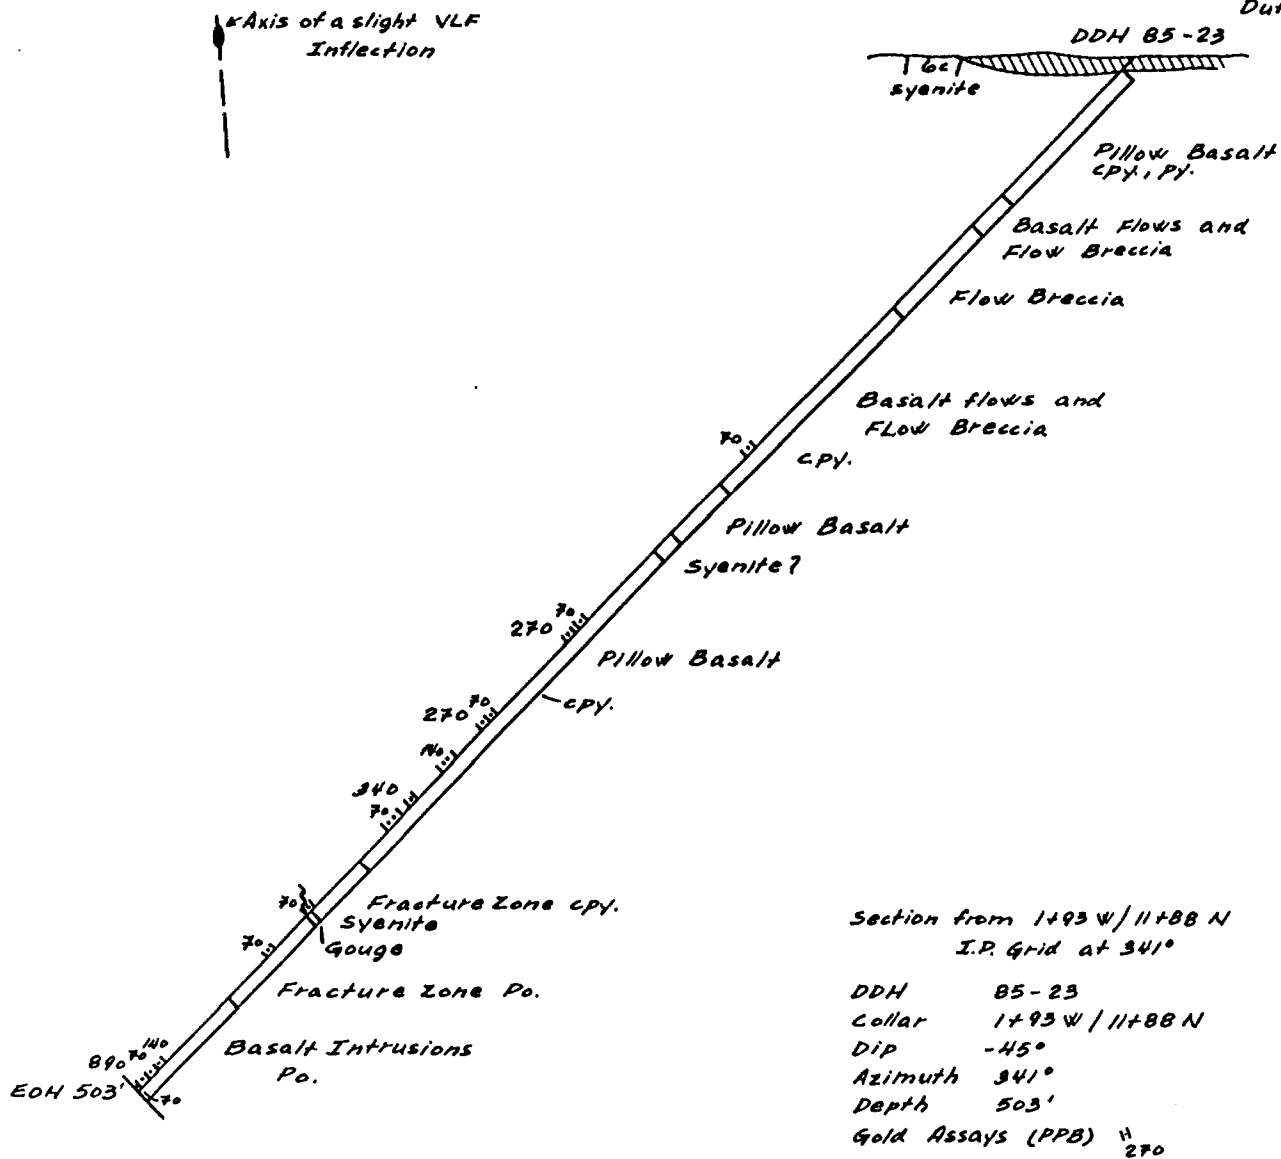 Axis of a slight VLF
Inflection
DDH 85-23
6c
syenite
Pillow Basalt
cpy., py.
Basalt Flows and
Flow Breccia
Flow Breccia
Basalt flows and
FLow Breccia
70
cpy.
Pillow Basalt
Syenite?
270 70
Pillow Basalt
cpy.
270 70
340
70
70
Fracture Zone cpy.
Syenite
Gouge
70
Fracture Zone Po.
Basalt Intrusions
Po.
890 70 140
EOH 503'
70
Section from 1+93 W/11+88 N
I.P. Grid at 341°
DDH 85-23
Collar 1+93 W/11+88 N
Dip -45°
Azimuth 341°
Depth 503'
Gold Assays (PPB) 270